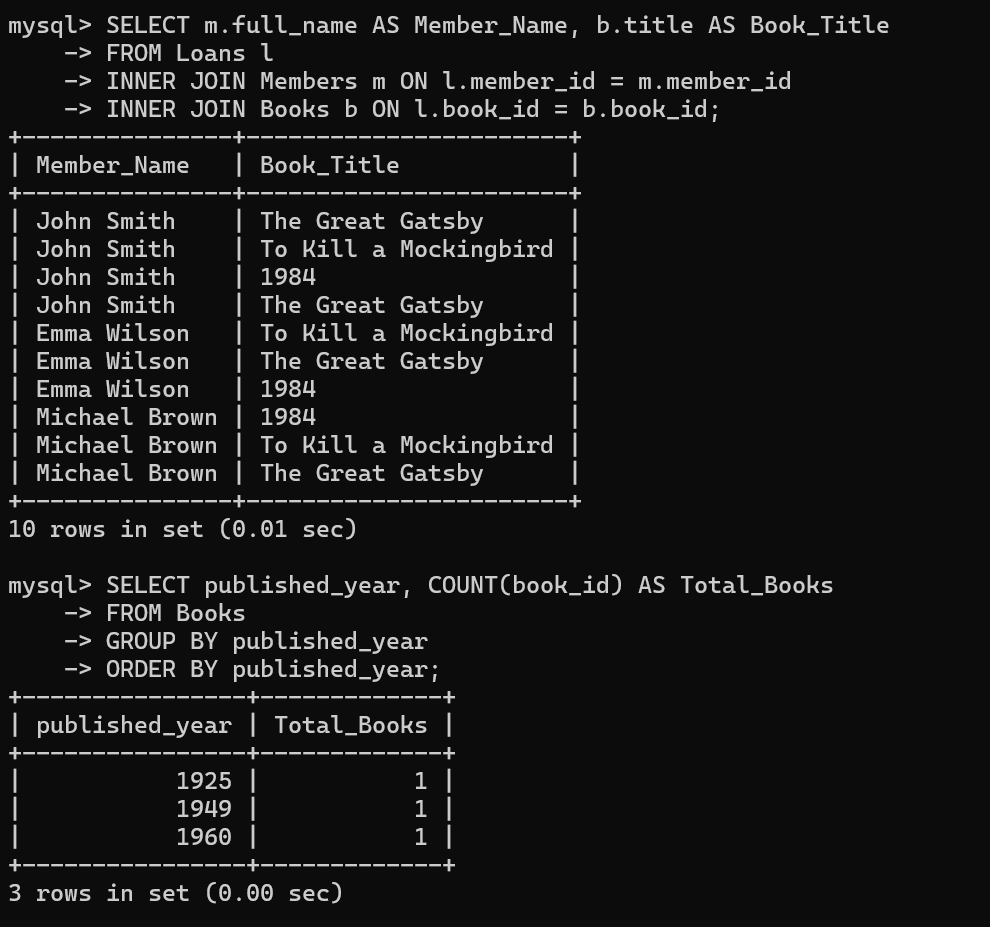 mysql> SELECT m.full_name AS Member_Name, b.title AS Book_Title
    -> FROM Loans l
    -> INNER JOIN Members m ON l.member_id = m.member_id
    -> INNER JOIN Books b ON l.book_id = b.book_id;
+---------------+-----------------------+
| Member_Name   | Book_Title            |
+---------------+-----------------------+
| John Smith    | The Great Gatsby      |
| John Smith    | To Kill a Mockingbird |
| John Smith    | 1984                  |
| John Smith    | The Great Gatsby      |
| Emma Wilson   | To Kill a Mockingbird |
| Emma Wilson   | The Great Gatsby      |
| Emma Wilson   | 1984                  |
| Michael Brown | 1984                  |
| Michael Brown | To Kill a Mockingbird |
| Michael Brown | The Great Gatsby      |
+---------------+-----------------------+
10 rows in set (0.01 sec)

mysql> SELECT published_year, COUNT(book_id) AS Total_Books
    -> FROM Books
    -> GROUP BY published_year
    -> ORDER BY published_year;
+----------------+-------------+
| published_year | Total_Books |
+----------------+-------------+
|           1925 |           1 |
|           1949 |           1 |
|           1960 |           1 |
+----------------+-------------+
3 rows in set (0.00 sec)